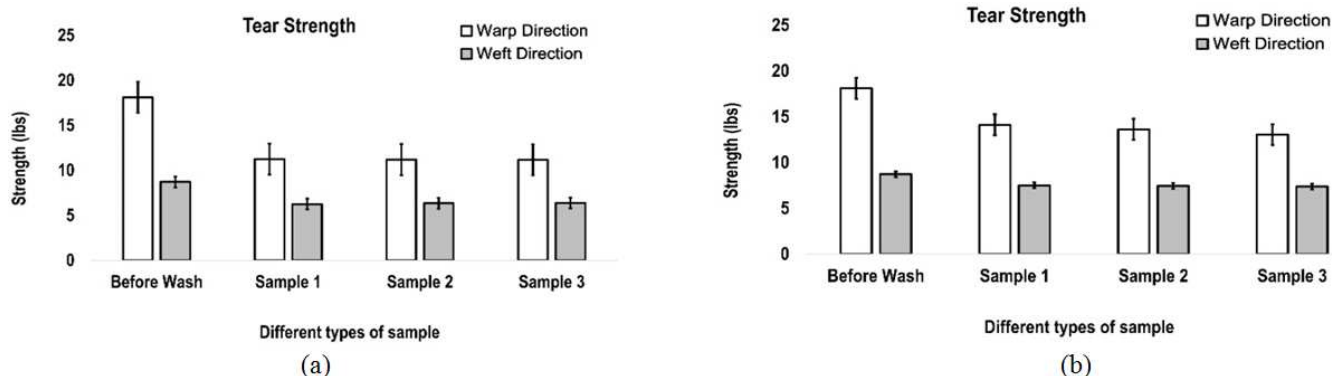 Tear Strength
Warp Direction
Weft Direction
25
20
15
10
5
0
Strength (lbs)
Before Wash Sample 1 Sample 2 Sample 3
Different types of sample
(a)
Tear Strength
Warp Direction
Weft Direction
25
20
15
10
5
0
Strength (lbs)
Before Wash Sample 1 Sample 2 Sample 3
Different types of sample
(b)